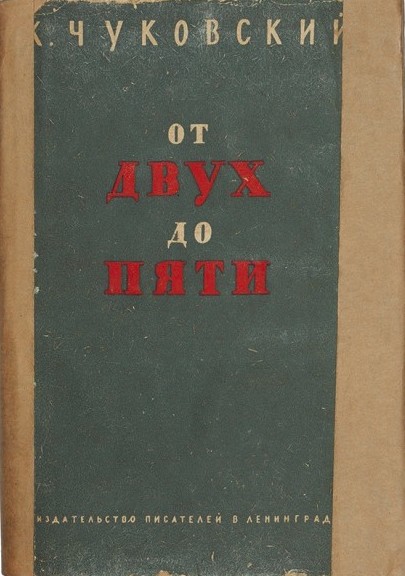 К. ЧУКОВСКИЙ
ОТ
ДВУХ
ДО
ПЯТИ
ИЗДАТЕЛЬСТВО ПИСАТЕЛЕЙ В ЛЕНИНГРАД